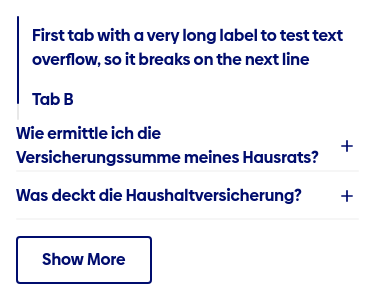 First tab with a very long label to test text
overflow, so it breaks on the next line
Tab B
Wie ermittle ich die
Versicherungssumme meines Hausrats?
Was deckt die Haushaltversicherung?
Show More